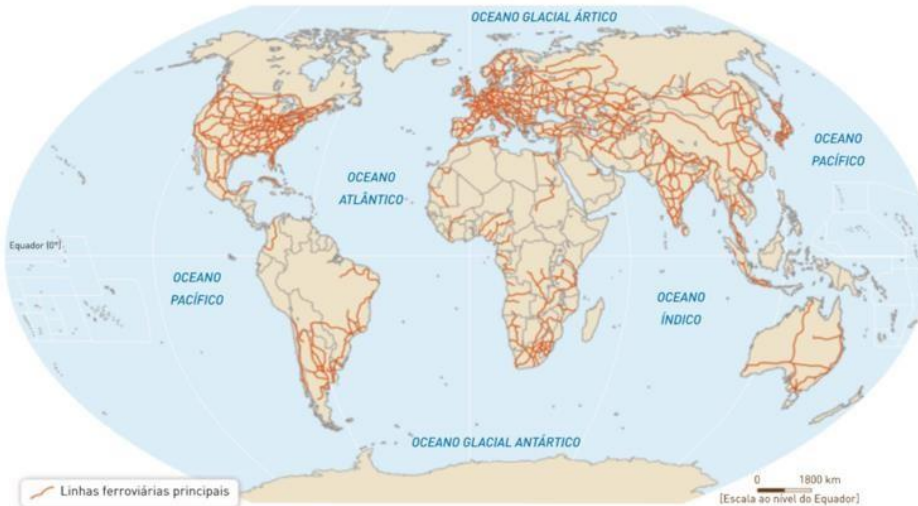 OCEANO GLACIAL ÁRTICO
OCEANO
PACÍFICO
OCEANO
ATLÂNTICO
Equador (0°)
OCEANO
PACÍFICO
OCEANO
ÍNDICO
OCEANO GLACIAL ANTÁRTICO
Linhas ferroviárias principais
0 1800 km
[Escala ao nível do Equador]